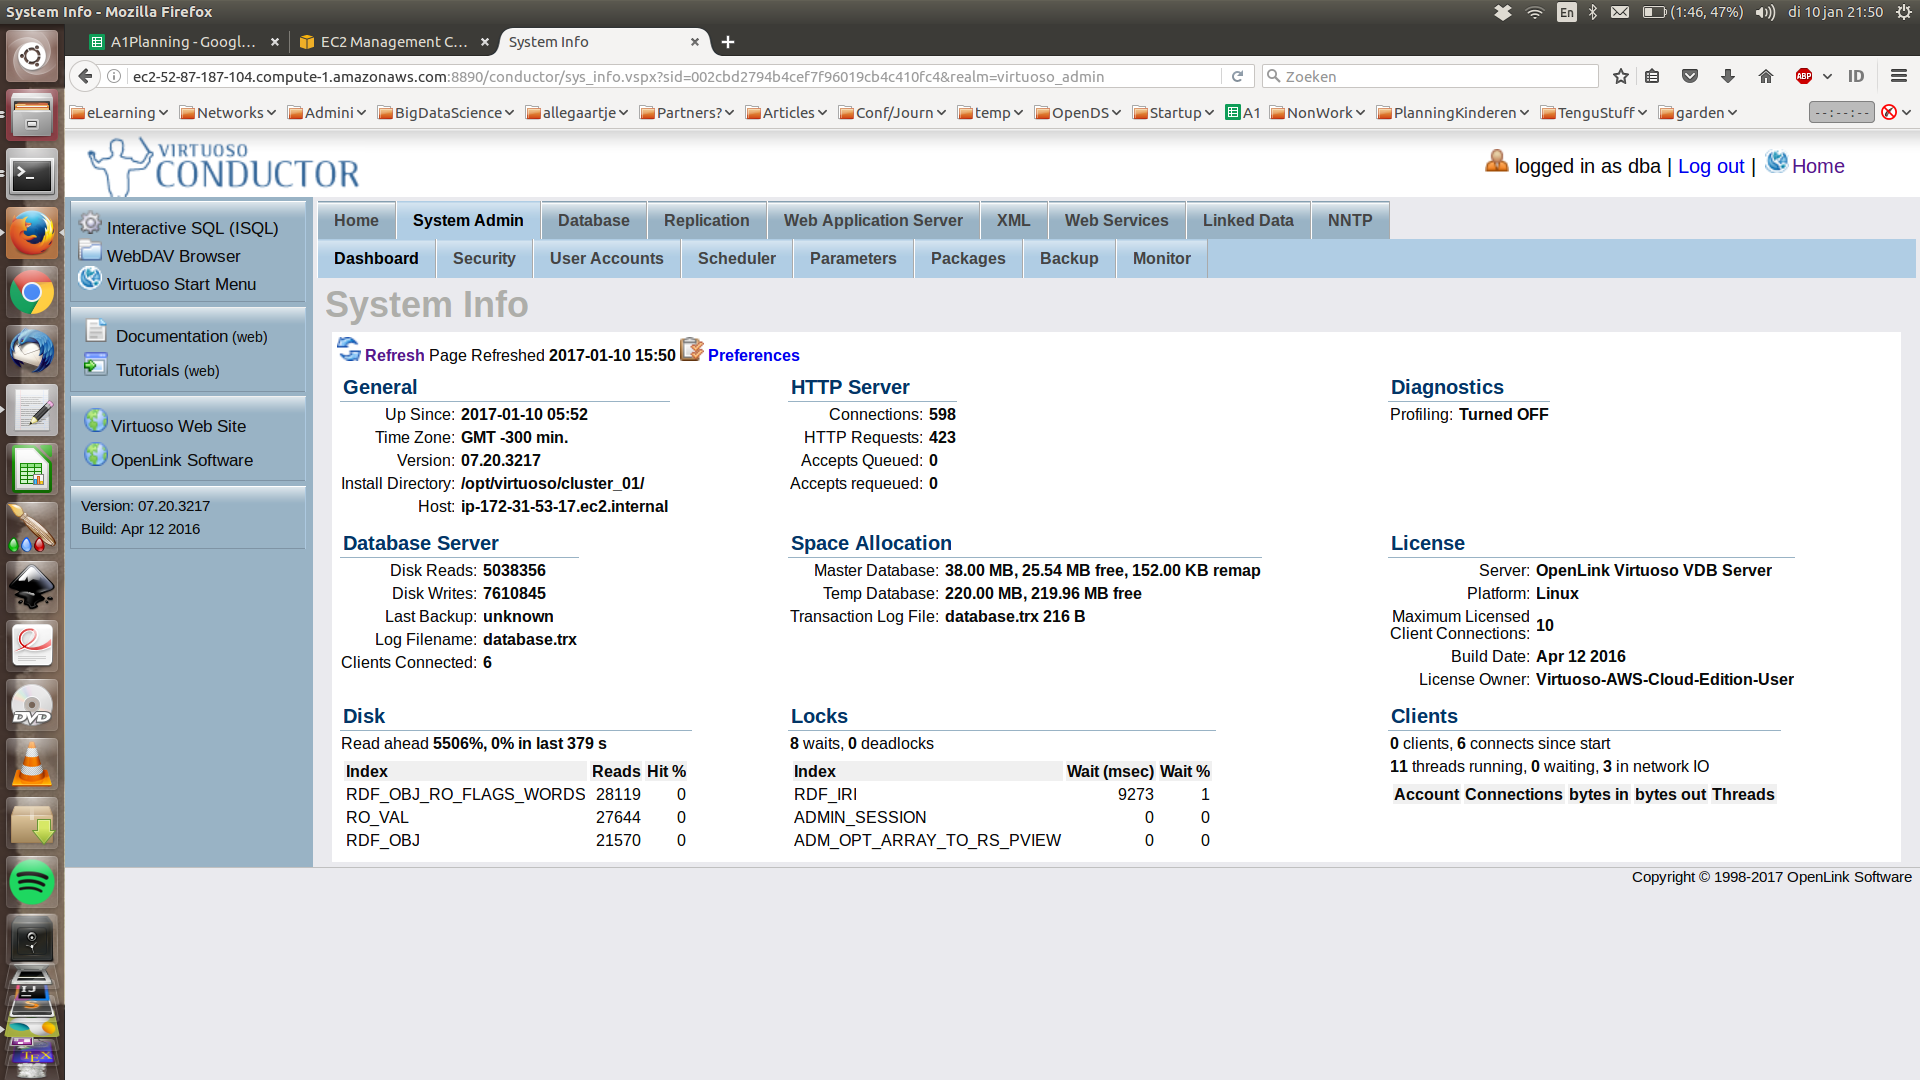 System Info - Mozilla Firefox
En (1:46, 47%) di 10 jan 21:50
A1Planning - Googl... × EC2 Management C... × System Info ×
ec2-52-87-187-104.compute-1.amazonaws.com:8890/conductor/sys_info.vspx?sid=002cbd2794b4cef7f96019cb4c410fc4&realm=virtuoso_admin Zoeken ABP ID
eLearning Networks Admini BigDataScience allegaartje Partners? Articles Conf/Journ temp OpenDS Startup A1 NonWork PlanningKinderen TenguStuff garden --:--:--
VIRTUOSO
CONDUCTOR
logged in as dba | Log out | Home
Interactive SQL (ISQL)
WebDAV Browser
Virtuoso Start Menu
Documentation (web)
Tutorials (web)
Virtuoso Web Site
OpenLink Software
Version: 07.20.3217
Build: Apr 12 2016
Home System Admin Database Replication Web Application Server XML Web Services Linked Data NNTP
Dashboard Security User Accounts Scheduler Parameters Packages Backup Monitor
System Info
Refresh Page Refreshed 2017-01-10 15:50 Preferences
General
Up Since: 2017-01-10 05:52
Time Zone: GMT -300 min.
Version: 07.20.3217
Install Directory: /opt/virtuoso/cluster_01/
Host: ip-172-31-53-17.ec2.internal
HTTP Server
Connections: 598
HTTP Requests: 423
Accepts Queued: 0
Accepts requeued: 0
Diagnostics
Profiling: Turned OFF
Database Server
Disk Reads: 5038356
Disk Writes: 7610845
Last Backup: unknown
Log Filename: database.trx
Clients Connected: 6
Space Allocation
Master Database: 38.00 MB, 25.54 MB free, 152.00 KB remap
Temp Database: 220.00 MB, 219.96 MB free
Transaction Log File: database.trx 216 B
License
Server: OpenLink Virtuoso VDB Server
Platform: Linux
Maximum Licensed
Client Connections: 10
Build Date: Apr 12 2016
License Owner: Virtuoso-AWS-Cloud-Edition-User
Disk
Read ahead 5506%, 0% in last 379 s
Index Reads Hit %
RDF_OBJ_RO_FLAGS_WORDS 28119 0
RO_VAL 27644 0
RDF_OBJ 21570 0
Locks
8 waits, 0 deadlocks
Index Wait (msec) Wait %
RDF_IRI 9273 1
ADMIN_SESSION 0 0
ADM_OPT_ARRAY_TO_RS_PVIEW 0 0
Clients
0 clients, 6 connects since start
11 threads running, 0 waiting, 3 in network IO
Account Connections bytes in bytes out Threads
Copyright © 1998-2017 OpenLink Software
DVD
IJ
TEX